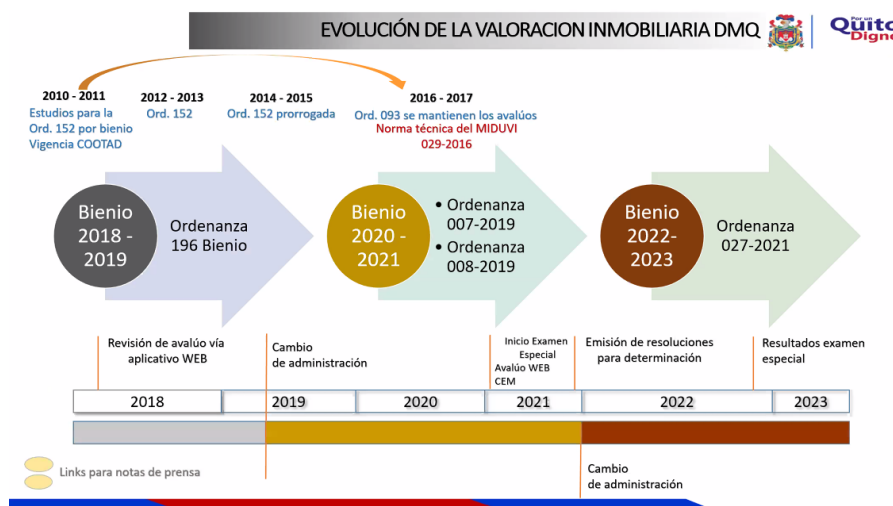 EVOLUCIÓN DE LA VALORACION INMOBILIARIA DMQ
Por un
Quito
Digno
2010 - 2011
Estudios para la
Ord. 152 por bienio
Vigencia COOTAD
2012 - 2013
Ord. 152
2014 - 2015
Ord. 152 prorrogada
2016 - 2017
Ord. 093 se mantienen los avalúos
Norma técnica del MIDUVI
029-2016
Bienio
2018 -
2019
Ordenanza
196 Bienio
Bienio
2020 -
2021
• Ordenanza
007-2019
• Ordenanza
008-2019
Bienio
2022-
2023
Ordenanza
027-2021
Revisión de avalúo vía
aplicativo WEB
Cambio
de administración
Inicio Examen
Especial
Avalúo WEB
CEM
Emisión de resoluciones
para determinación
Resultados examen
especial
2018
2019
2020
2021
2022
2023
Links para notas de prensa
Cambio
de administración